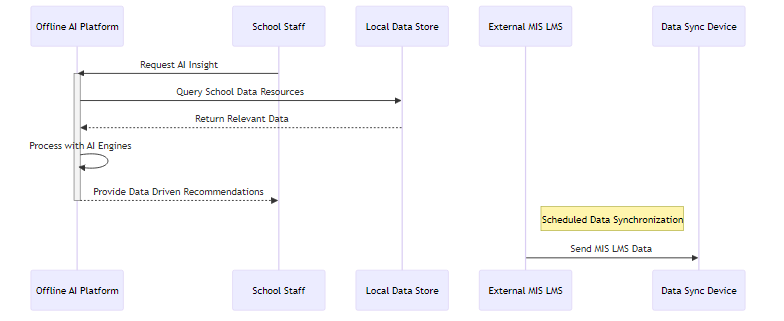 Offline AI Platform
School Staff
Local Data Store
External MIS LMS
Data Sync Device
Request AI Insight
Query School Data Resources
Return Relevant Data
Process with AI Engines
Provide Data Driven Recommendations
Scheduled Data Synchronization
Send MIS LMS Data
Offline AI Platform
School Staff
Local Data Store
External MIS LMS
Data Sync Device